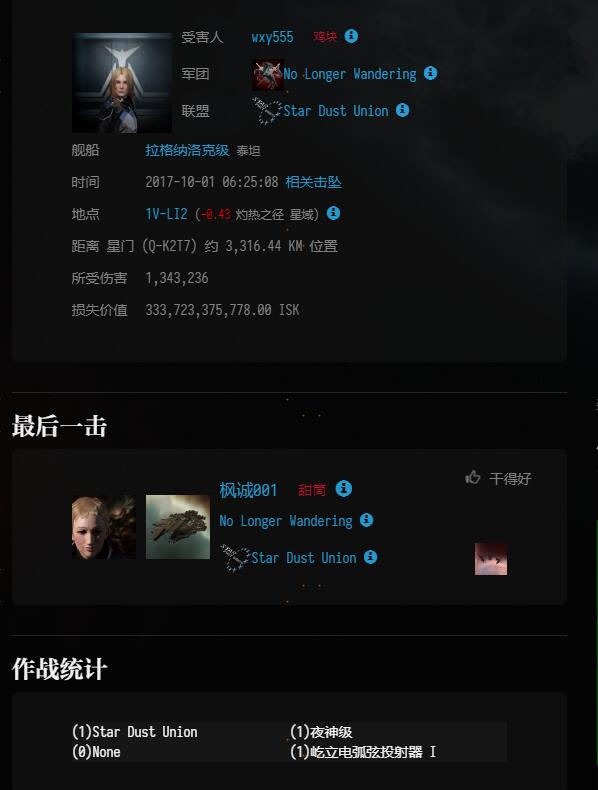 受害人 wxy555 鸡块
军团 No Longer Wandering
联盟 Star Dust Union
舰船 拉格纳洛克级 泰坦
时间 2017-10-01 06:25:08 相关击坠
地点 1V-LI2 (-0.43 灼热之径 星域)
距离 星门 (Q-K2T7) 约 3,316.44 KM 位置
所受伤害 1,343,236
损失价值 333,723,375,778.00 ISK
最后一击
枫诚001 甜筒
干得好
No Longer Wandering
Star Dust Union
作战统计
(1)Star Dust Union (1)夜神级
(0)None (1)屹立电弧弦投射器 I